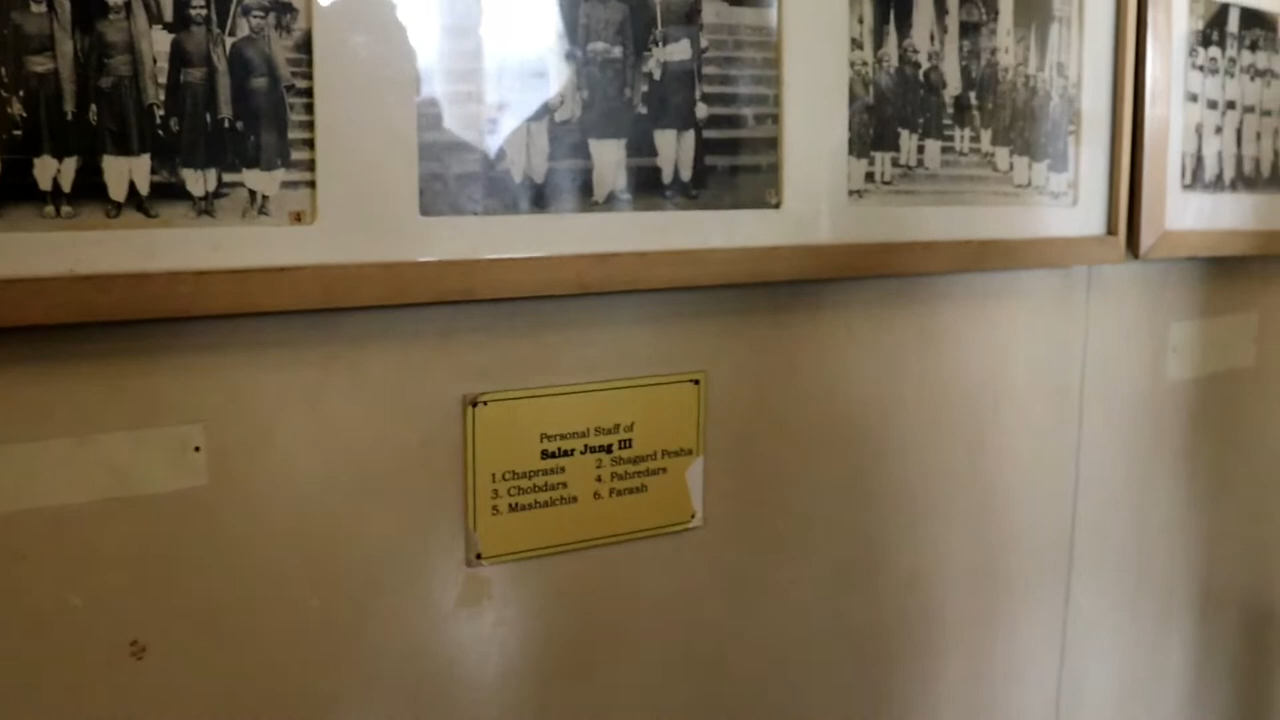 4
Personal Staff of
Salar Jung III
1.Chaprasis 2. Shagard Pesha
3. Chobdars 4. Pahredars
5. Mashalchis 6. Farash